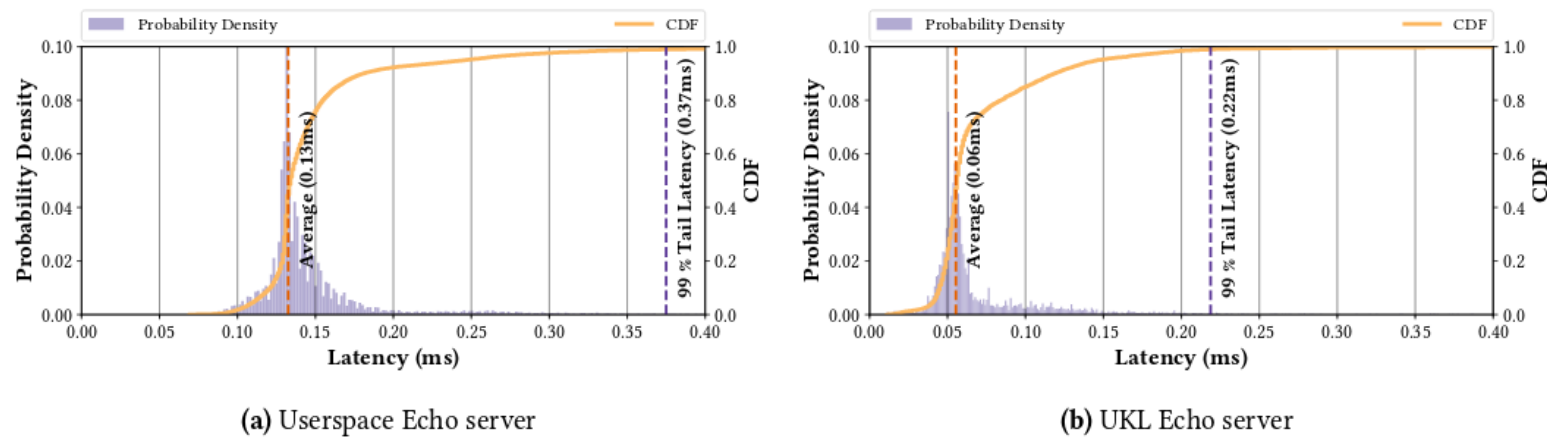 Probability Density CDF
0.10
0.08
0.06
0.04
0.02
0.00
Probability Density
1.0
0.8
0.6
0.4
0.2
0.0
CDF
Average (0.13ms)
99 % Tail Latency (0.37ms)
0.00 0.05 0.10 0.15 0.20 0.25 0.30 0.35 0.40
Latency (ms)
(a) Userspace Echo server
Probability Density CDF
0.10
0.08
0.06
0.04
0.02
0.00
Probability Density
1.0
0.8
0.6
0.4
0.2
0.0
CDF
Average (0.06ms)
99 % Tail Latency (0.22ms)
0.00 0.05 0.10 0.15 0.20 0.25 0.30 0.35 0.40
Latency (ms)
(b) UKL Echo server